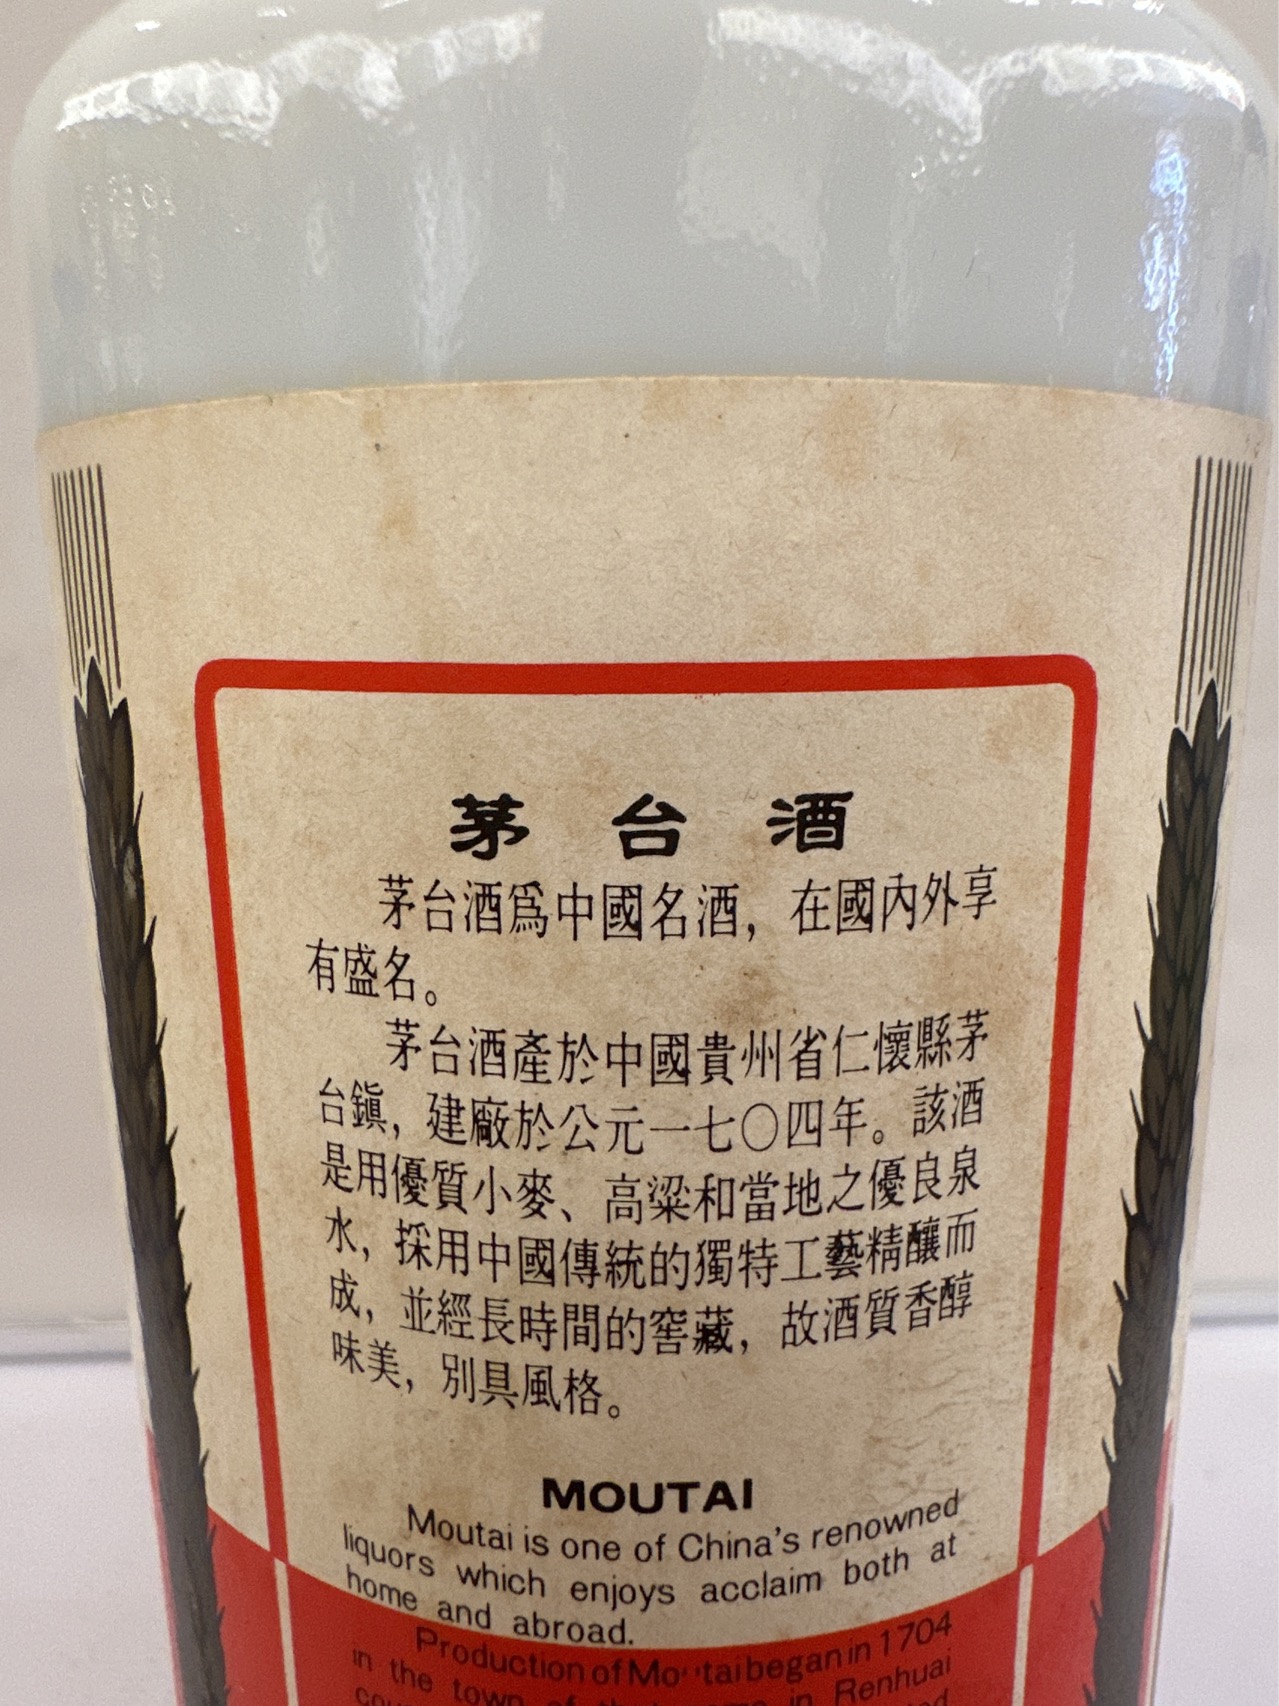 茅台酒
茅台酒爲中國名酒，在國內外享
有盛名。
茅台酒產於中國貴州省仁懷縣茅
台鎭，建廠於公元一七〇四年。該酒
是用優質小麥、高粱和當地之優良泉
水，採用中國傳統的獨特工藝精釀而
成，並經長時間的窖藏，故酒質香醇
味美，別具風格。
MOUTAI
Moutai is one of China's renowned
liquors which enjoys acclaim both at
home and abroad.
Production of Moutai began in 1704
in the town of in Renhuai